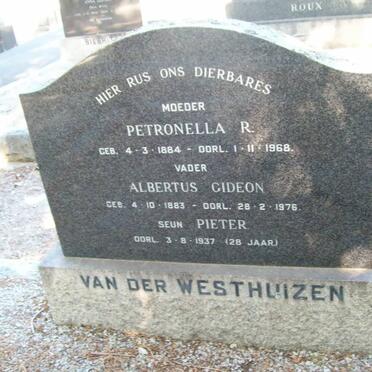 ROUX
HIER RUS ONS DIERBARES
MOEDER
PETRONELLA R.
GEB. 4-3-1884 - OORL. 1-11-1968.
VADER
ALBERTUS GIDEON
GEB. 4-10-1883 - OORL. 28-2-1976.
SEUN PIETER
OORL. 3-8-1937 (28 JAAR)
VAN DER WESTHUIZEN